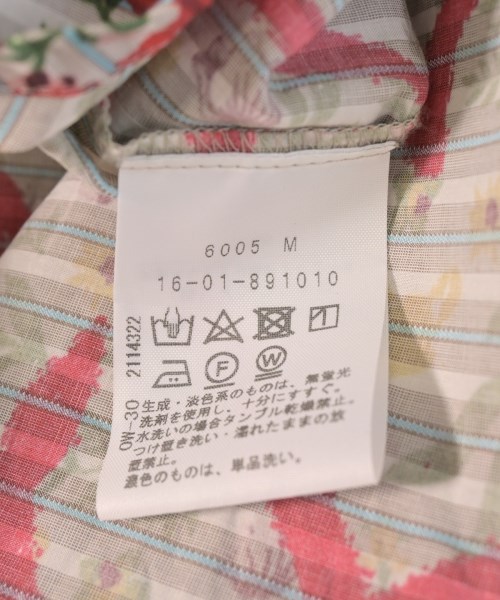 6005 M
16-01-891010
F
W
OW-30 2114322
生成・淡色系のものは、無蛍光
洗剤を使用し、十分にすすぐ。
水洗いの場合タンブル乾燥禁止。
つけ置き洗い・濡れたままの放
置禁止。
濃色のものは、単品洗い。